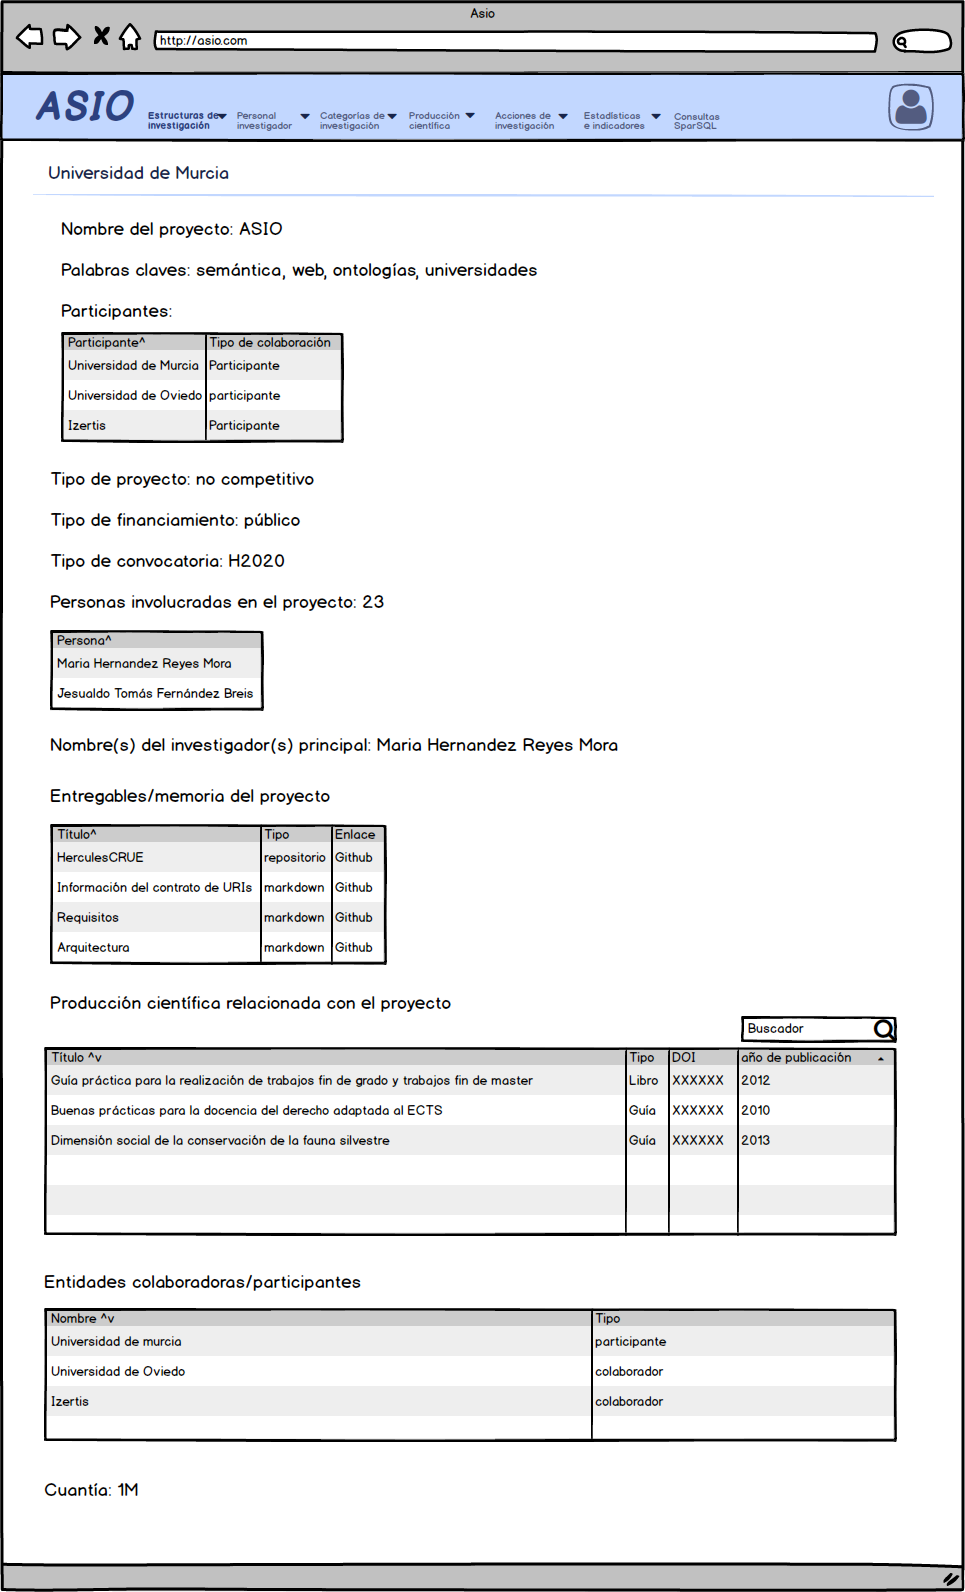 Asio
http://asio.com
ASIO
Estructuras de investigación
Personal investigador
Categorías de investigación
Producción científica
Acciones de investigación
Estadísticas e indicadores
Consultas SparSQL
Universidad de Murcia
Nombre del proyecto: ASIO
Palabras claves: semántica, web, ontologías, universidades
Participantes:
Participante^ Tipo de colaboración
Universidad de Murcia Participante
Universidad de Oviedo participante
Izertis Participante
Tipo de proyecto: no competitivo
Tipo de financiamiento: público
Tipo de convocatoria: H2020
Personas involucradas en el proyecto: 23
Persona^
Maria Hernandez Reyes Mora
Jesualdo Tomás Fernández Breis
Nombre(s) del investigador(s) principal: Maria Hernandez Reyes Mora
Entregables/memoria del proyecto
Título^ Tipo Enlace
HerculesCRUE repositorio Github
Información del contrato de URIs markdown Github
Requisitos markdown Github
Arquitectura markdown Github
Producción científica relacionada con el proyecto
Buscador
Título ^v Tipo DOI año de publicación
Guía práctica para la realización de trabajos fin de grado y trabajos fin de master Libro XXXXXX 2012
Buenas prácticas para la docencia del derecho adaptada al ECTS Guía XXXXXX 2010
Dimensión social de la conservación de la fauna silvestre Guía XXXXXX 2013
Entidades colaboradoras/participantes
Nombre ^v Tipo
Universidad de murcia participante
Universidad de Oviedo colaborador
Izertis colaborador
Cuantía: 1M